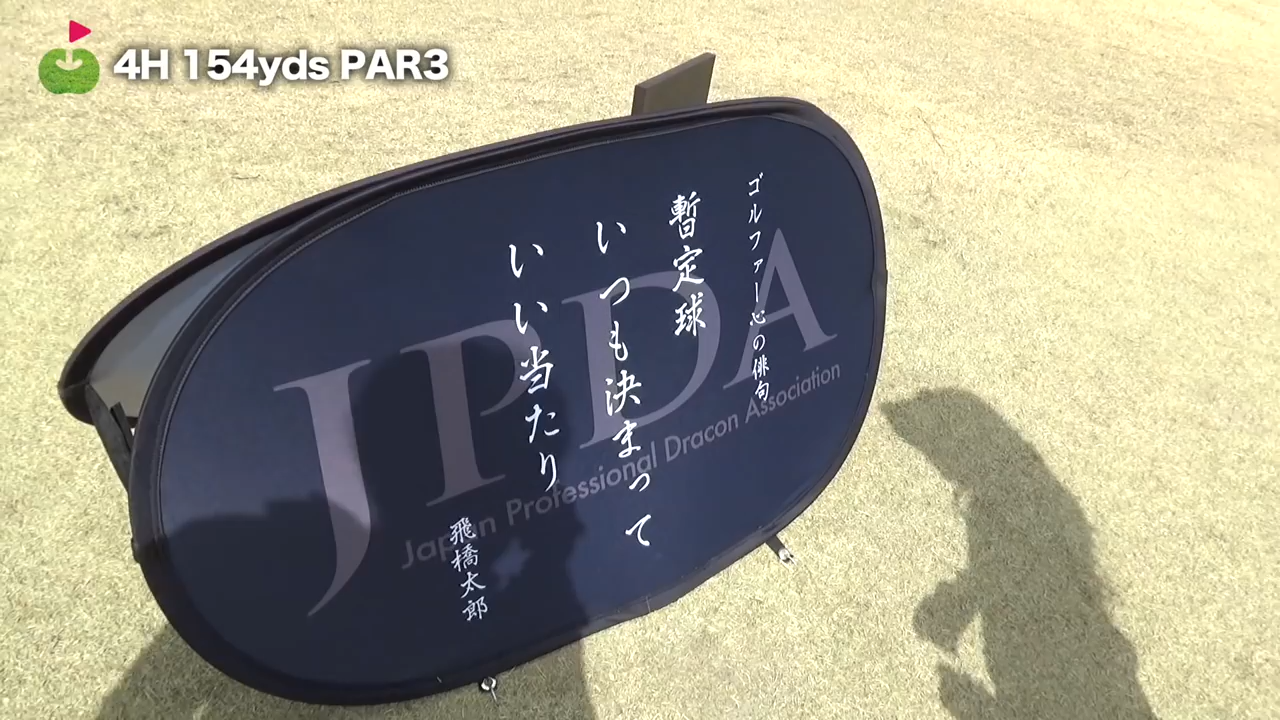 4H 154yds PAR3
ゴルファー心の俳句
暫定球
いつも決まって
いい当たり
飛橋太郎
JPDA
Japan Professional Dracon Association